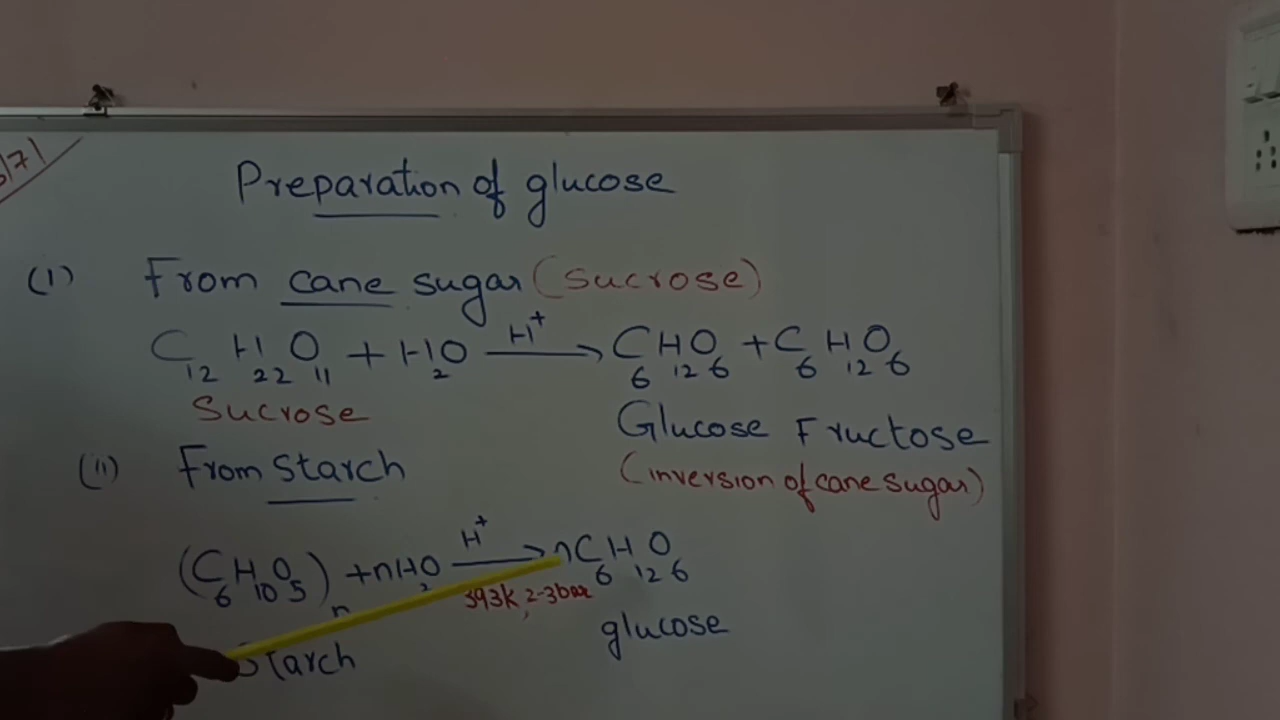 /71
Preparation of glucose
(I) From cane sugar (Sucrose)
C₁₂H₂₂O₁₁ + H₂O —H⁺→ C₆H₁₂O₆ + C₆H₁₂O₆
Sucrose Glucose Fructose
(II) From Starch (inversion of cane sugar)
(C₆H₁₀O₅)ₙ + nH₂O —H⁺→ nC₆H₁₂O₆
393K, 2-3bar
Starch glucose